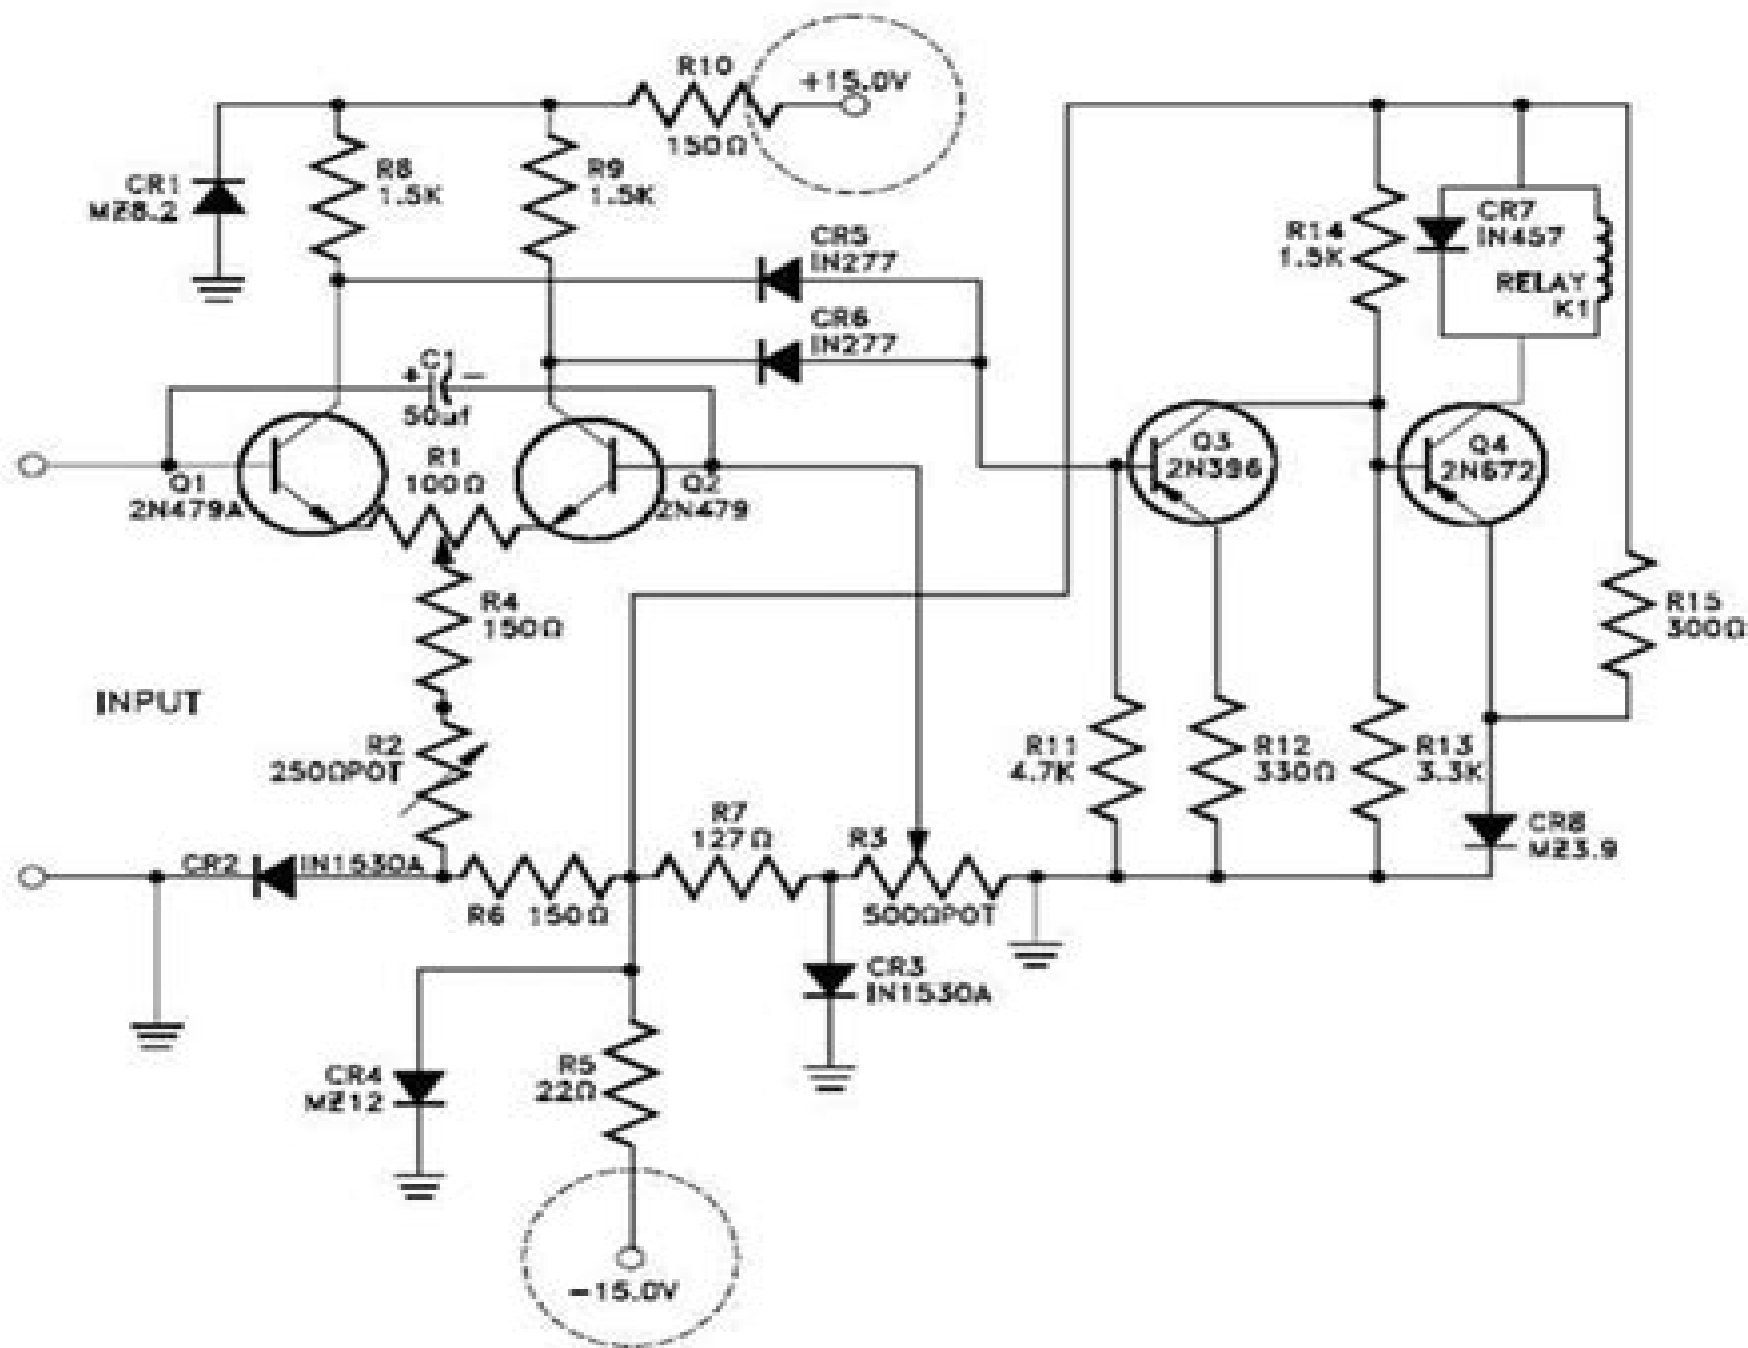 R10
+15.0V
150Ω
CR1
MZ8.2
R8
1.5K
R9
1.5K
CR5
IN277
CR6
IN277
R14
1.5K
CR7
IN457
RELAY
K1
C1
+ −
50uf
R1
100Ω
Q1
2N479A
Q2
2N479
Q3
2N396
Q4
2N672
R4
150Ω
R15
300Ω
INPUT
R2
250ΩPOT
R11
4.7K
R12
330Ω
R13
3.3K
R7
127Ω
R3
500ΩPOT
CR8
MZ3.9
CR2
IN1530A
R6 150Ω
CR3
IN1530A
CR4
MZ12
R5
22Ω
−15.0V